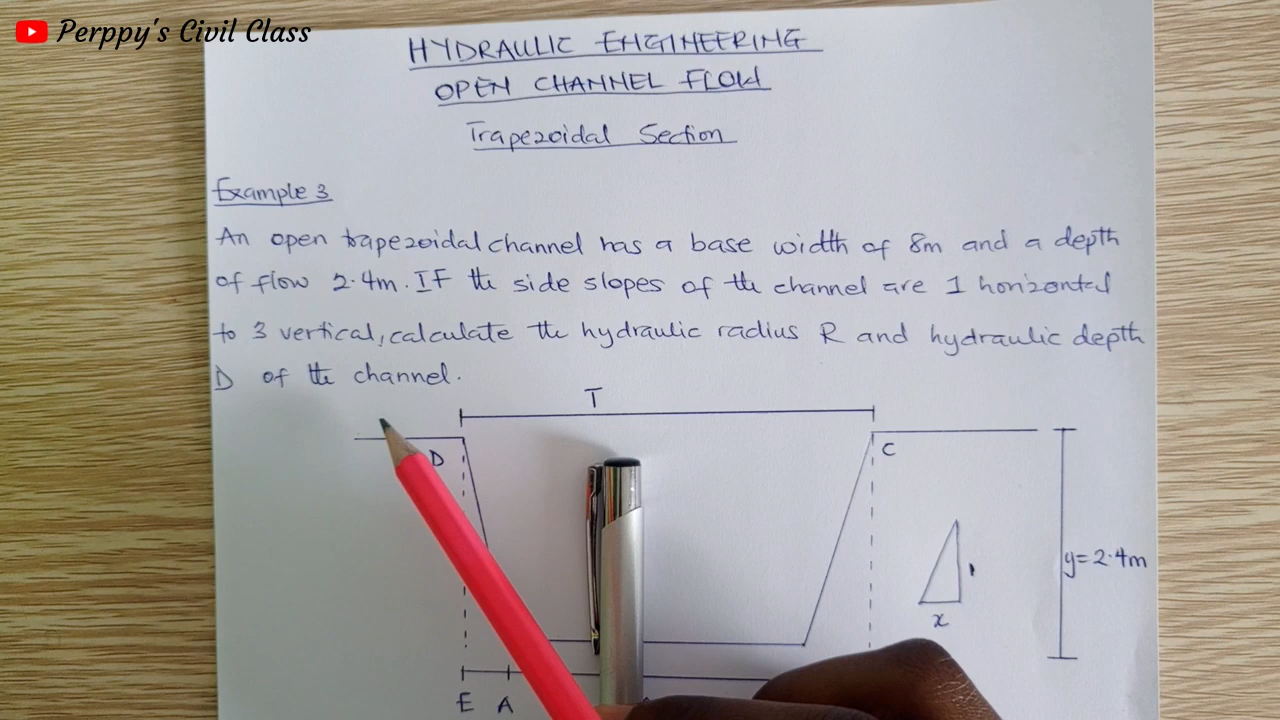 Perppy's Civil Class
HYDRAULIC ENGINEERING
OPEN CHANNEL FLOW
Trapezoidal Section
Example 3
An open trapezoidal channel has a base width of 8m and a depth
of flow 2.4m. If the side slopes of the channel are 1 horizontal
to 3 vertical, calculate the hydraulic radius R and hydraulic depth
D of the channel.
T
D
C
1
y=2.4m
x
E A